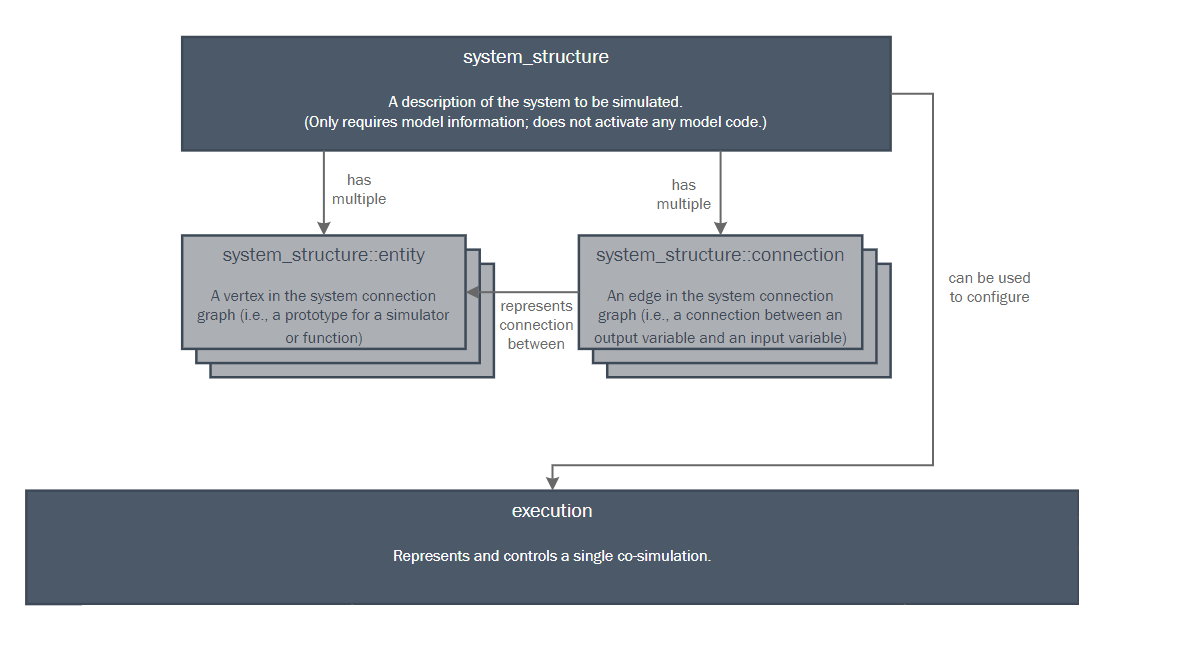 system_structure
A description of the system to be simulated.
(Only requires model information; does not activate any model code.)
has
multiple
has
multiple
system_structure::entity
A vertex in the system connection
graph (i.e., a prototype for a simulator
or function)
represents
connection
between
system_structure::connection
An edge in the system connection
graph (i.e., a connection between an
output variable and an input variable)
can be used
to configure
execution
Represents and controls a single co-simulation.